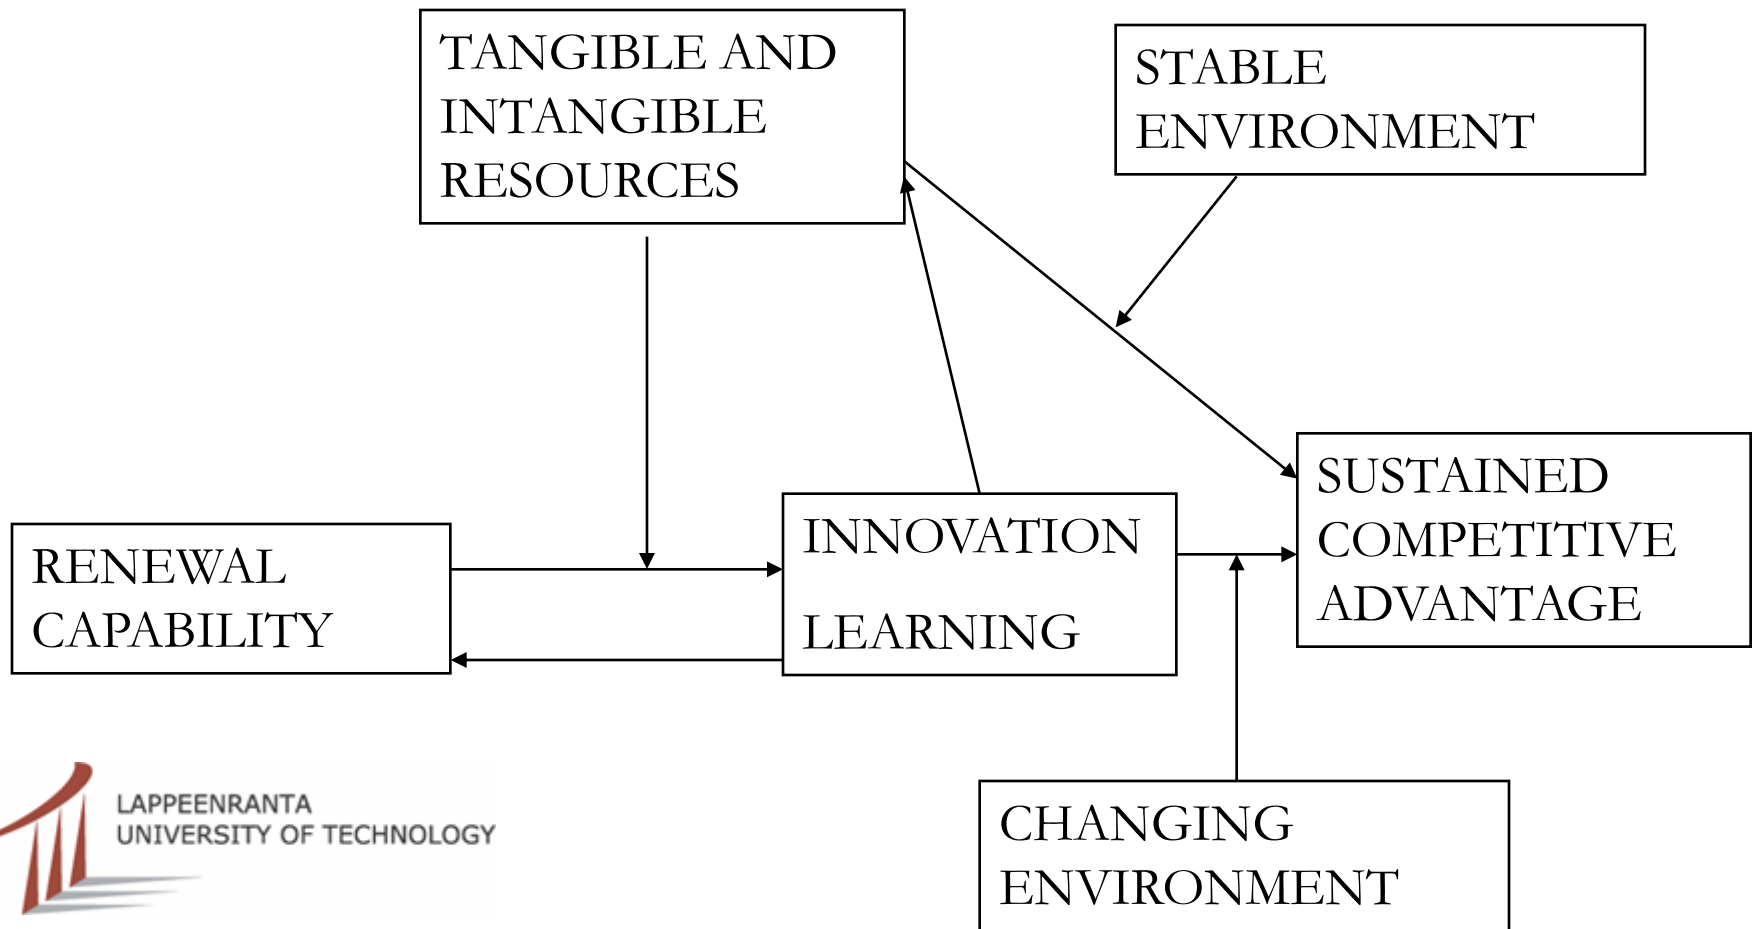 TANGIBLE AND
INTANGIBLE
RESOURCES
STABLE
ENVIRONMENT
SUSTAINED
COMPETITIVE
ADVANTAGE
INNOVATION
LEARNING
RENEWAL
CAPABILITY
LAPPEENRANTA
UNIVERSITY OF TECHNOLOGY
CHANGING
ENVIRONMENT